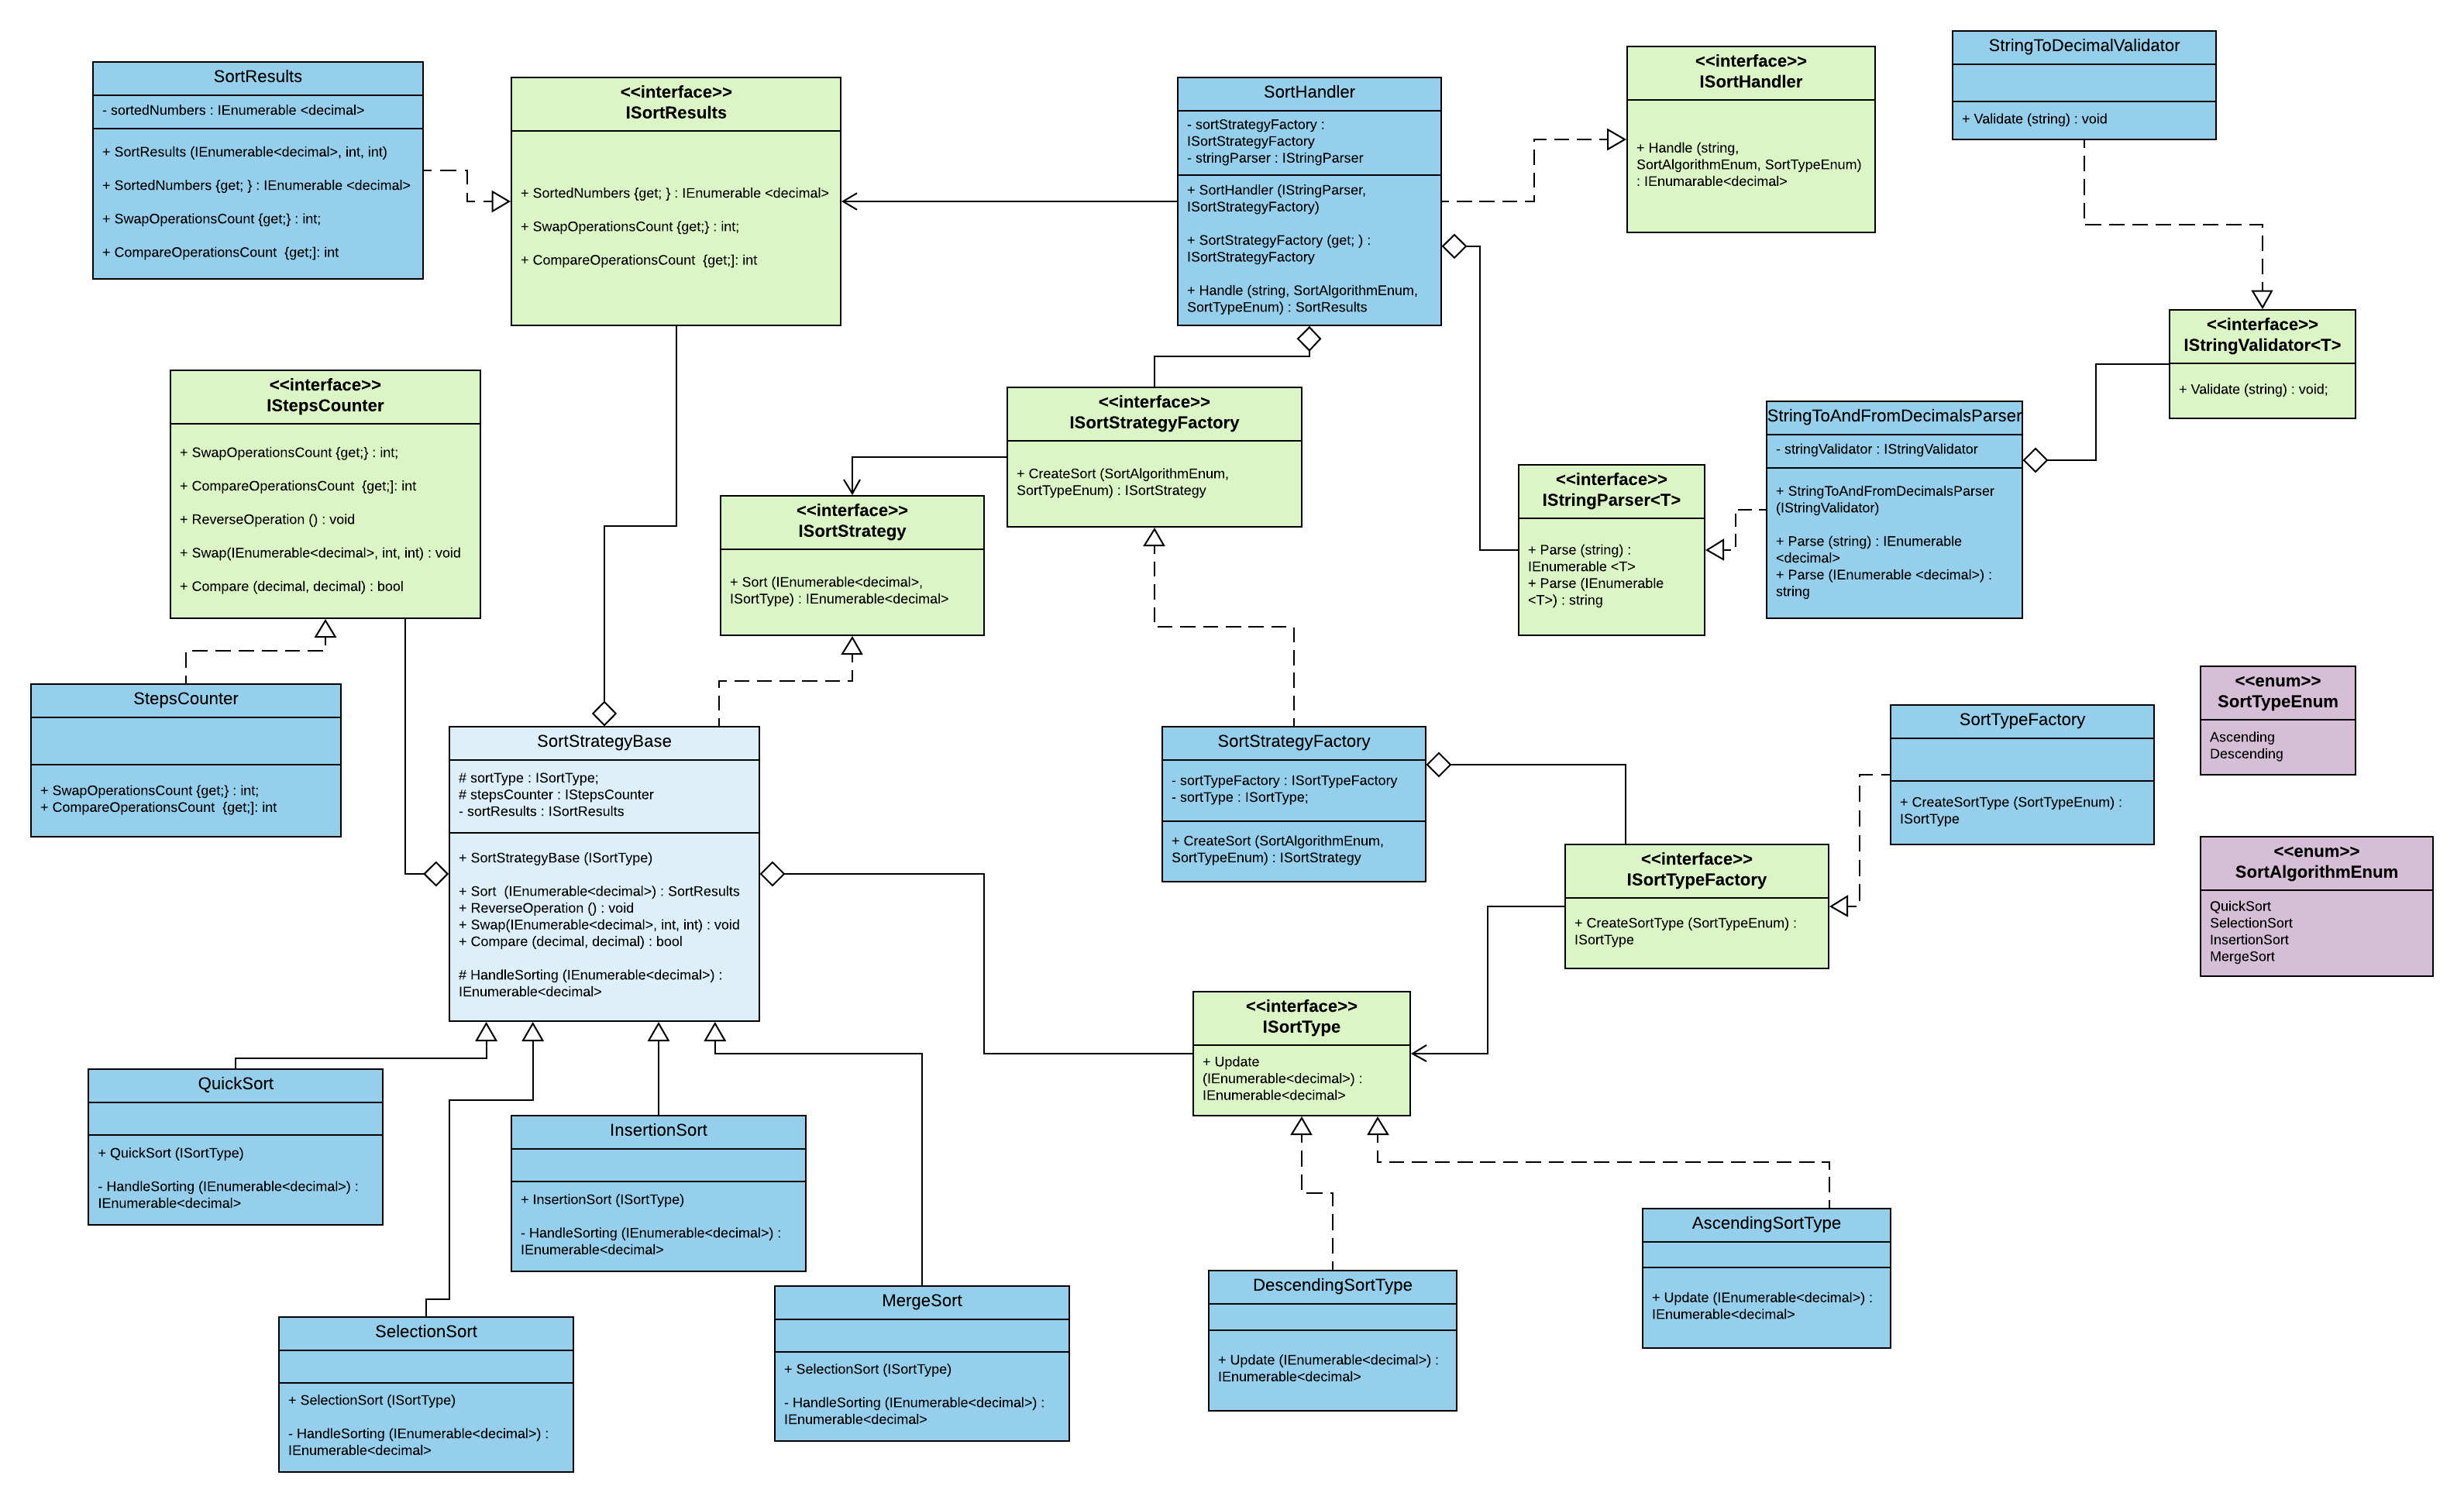 SortResults
- sortedNumbers : IEnumerable <decimal>
+ SortResults (IEnumerable<decimal>, int, int)
+ SortedNumbers {get; } : IEnumerable <decimal>
+ SwapOperationsCount {get;} : int;
+ CompareOperationsCount  {get;]: int
<<interface>>
ISortResults
+ SortedNumbers {get; } : IEnumerable <decimal>
+ SwapOperationsCount {get;} : int;
+ CompareOperationsCount  {get;]: int
SortHandler
- sortStrategyFactory :
ISortStrategyFactory
- stringParser : IStringParser
+ SortHandler (IStringParser,
ISortStrategyFactory)
+ SortStrategyFactory (get; ) :
ISortStrategyFactory
+ Handle (string, SortAlgorithmEnum,
SortTypeEnum) : SortResults
<<interface>>
ISortHandler
+ Handle (string,
SortAlgorithmEnum, SortTypeEnum)
: IEnumarable<decimal>
StringToDecimalValidator
+ Validate (string) : void
<<interface>>
IStringValidator<T>
+ Validate (string) : void;
<<interface>>
IStepsCounter
+ SwapOperationsCount {get;} : int;
+ CompareOperationsCount  {get;]: int
+ ReverseOperation () : void
+ Swap(IEnumerable<decimal>, int, int) : void
+ Compare (decimal, decimal) : bool
<<interface>>
ISortStrategyFactory
+ CreateSort (SortAlgorithmEnum,
SortTypeEnum) : ISortStrategy
StringToAndFromDecimalsParser
- stringValidator : IStringValidator
+ StringToAndFromDecimalsParser
(IStringValidator)
+ Parse (string) : IEnumerable
<decimal>
+ Parse (IEnumerable <decimal>) :
string
<<interface>>
IStringParser<T>
+ Parse (string) :
IEnumerable <T>
+ Parse (IEnumerable
<T>) : string
<<interface>>
ISortStrategy
+ Sort (IEnumerable<decimal>,
ISortType) : IEnumerable<decimal>
StepsCounter
+ SwapOperationsCount {get;} : int;
+ CompareOperationsCount  {get;]: int
SortStrategyBase
# sortType : ISortType;
# stepsCounter : IStepsCounter
- sortResults : ISortResults
+ SortStrategyBase (ISortType)
+ Sort  (IEnumerable<decimal>) : SortResults
+ ReverseOperation () : void
+ Swap(IEnumerable<decimal>, int, int) : void
+ Compare (decimal, decimal) : bool
# HandleSorting (IEnumerable<decimal>) :
IEnumerable<decimal>
SortStrategyFactory
- sortTypeFactory : ISortTypeFactory
- sortType : ISortType;
+ CreateSort (SortAlgorithmEnum,
SortTypeEnum) : ISortStrategy
SortTypeFactory
+ CreateSortType (SortTypeEnum) :
ISortType
<<enum>>
SortTypeEnum
Ascending
Descending
<<interface>>
ISortTypeFactory
+ CreateSortType (SortTypeEnum) :
ISortType
<<enum>>
SortAlgorithmEnum
QuickSort
SelectionSort
InsertionSort
MergeSort
<<interface>>
ISortType
+ Update
(IEnumerable<decimal>) :
IEnumerable<decimal>
QuickSort
+ QuickSort (ISortType)
- HandleSorting (IEnumerable<decimal>) :
IEnumerable<decimal>
InsertionSort
+ InsertionSort (ISortType)
- HandleSorting (IEnumerable<decimal>) :
IEnumerable<decimal>
SelectionSort
+ SelectionSort (ISortType)
- HandleSorting (IEnumerable<decimal>) :
IEnumerable<decimal>
MergeSort
+ SelectionSort (ISortType)
- HandleSorting (IEnumerable<decimal>) :
IEnumerable<decimal>
DescendingSortType
+ Update (IEnumerable<decimal>) :
IEnumerable<decimal>
AscendingSortType
+ Update (IEnumerable<decimal>) :
IEnumerable<decimal>